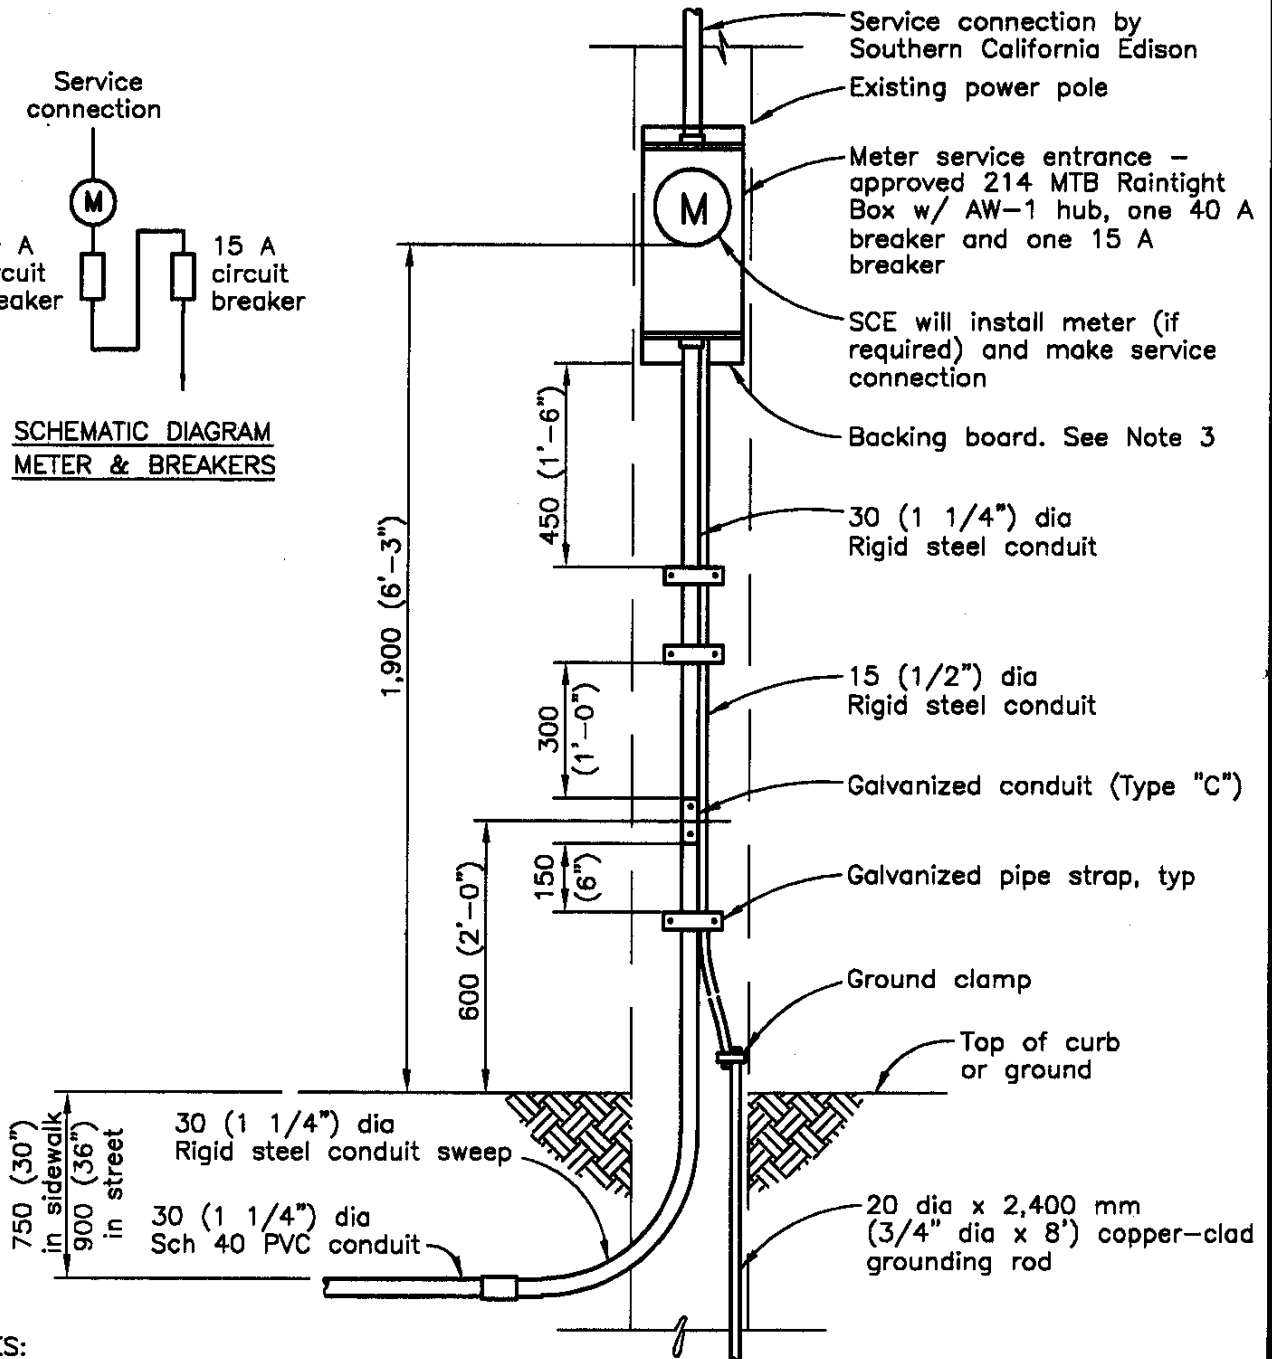 Service connection by
Southern California Edison
Existing power pole
Meter service entrance –
approved 214 MTB Raintight
Box w/ AW–1 hub, one 40 A
breaker and one 15 A
breaker
SCE will install meter (if
required) and make service
connection
Backing board. See Note 3
30 (1 1/4") dia
Rigid steel conduit
15 (1/2") dia
Rigid steel conduit
Galvanized conduit (Type "C")
Galvanized pipe strap, typ
Ground clamp
Top of curb
or ground
20 dia x 2,400 mm
(3/4" dia x 8') copper–clad
grounding rod
Service
connection
M
A
15 A
circuit
breaker
SCHEMATIC DIAGRAM
METER & BREAKERS
M
450 (1'–6")
1,900 (6'–3")
300
(1'–0")
150
(6")
600 (2'–0")
750 (30")
in sidewalk
900 (36")
in street
30 (1 1/4") dia
Rigid steel conduit sweep
30 (1 1/4") dia
Sch 40 PVC conduit